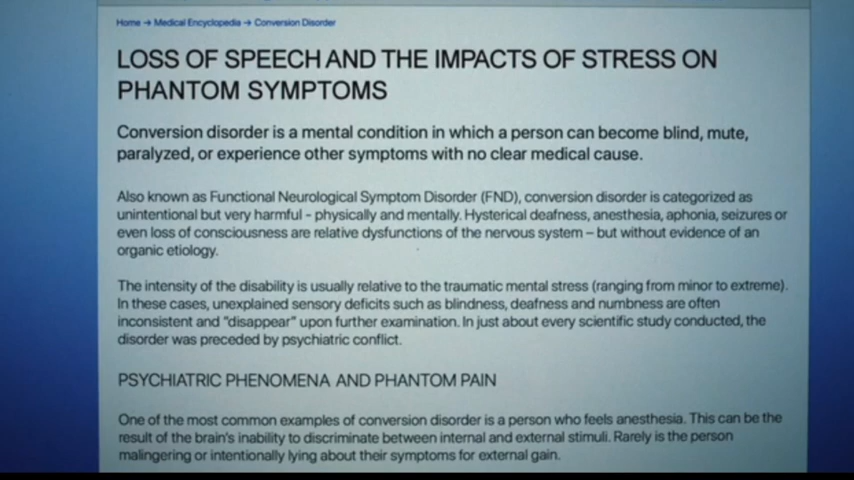 Home → Medical Encyclopedia → Conversion Disorder
LOSS OF SPEECH AND THE IMPACTS OF STRESS ON
PHANTOM SYMPTOMS
Conversion disorder is a mental condition in which a person can become blind, mute,
paralyzed, or experience other symptoms with no clear medical cause.
Also known as Functional Neurological Symptom Disorder (FND), conversion disorder is categorized as
unintentional but very harmful - physically and mentally. Hysterical deafness, anesthesia, aphonia, seizures or
even loss of consciousness are relative dysfunctions of the nervous system – but without evidence of an
organic etiology.
The intensity of the disability is usually relative to the traumatic mental stress (ranging from minor to extreme).
In these cases, unexplained sensory deficits such as blindness, deafness and numbness are often
inconsistent and "disappear" upon further examination. In just about every scientific study conducted, the
disorder was preceded by psychiatric conflict.
PSYCHIATRIC PHENOMENA AND PHANTOM PAIN
One of the most common examples of conversion disorder is a person who feels anesthesia. This can be the
result of the brain's inability to discriminate between internal and external stimuli. Rarely is the person
malingering or intentionally lying about their symptoms for external gain.